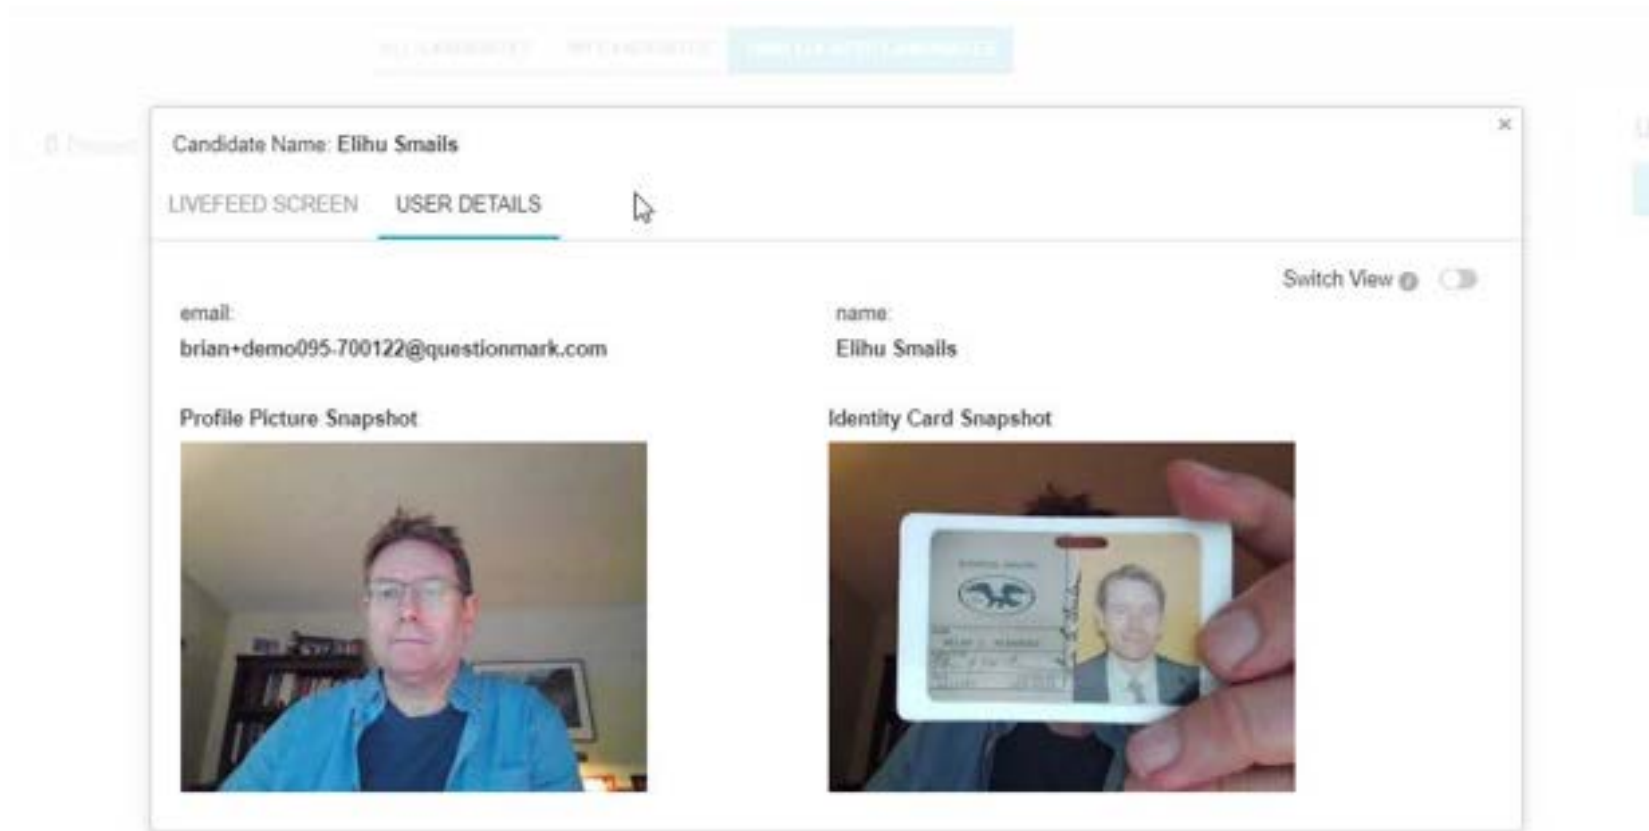 Candidate Name: Elihu Smails
×
LIVEFEED SCREEN USER DETAILS
Switch View
email: name:
brian+demo095-700122@questionmark.com Elihu Smails
Profile Picture Snapshot Identity Card Snapshot